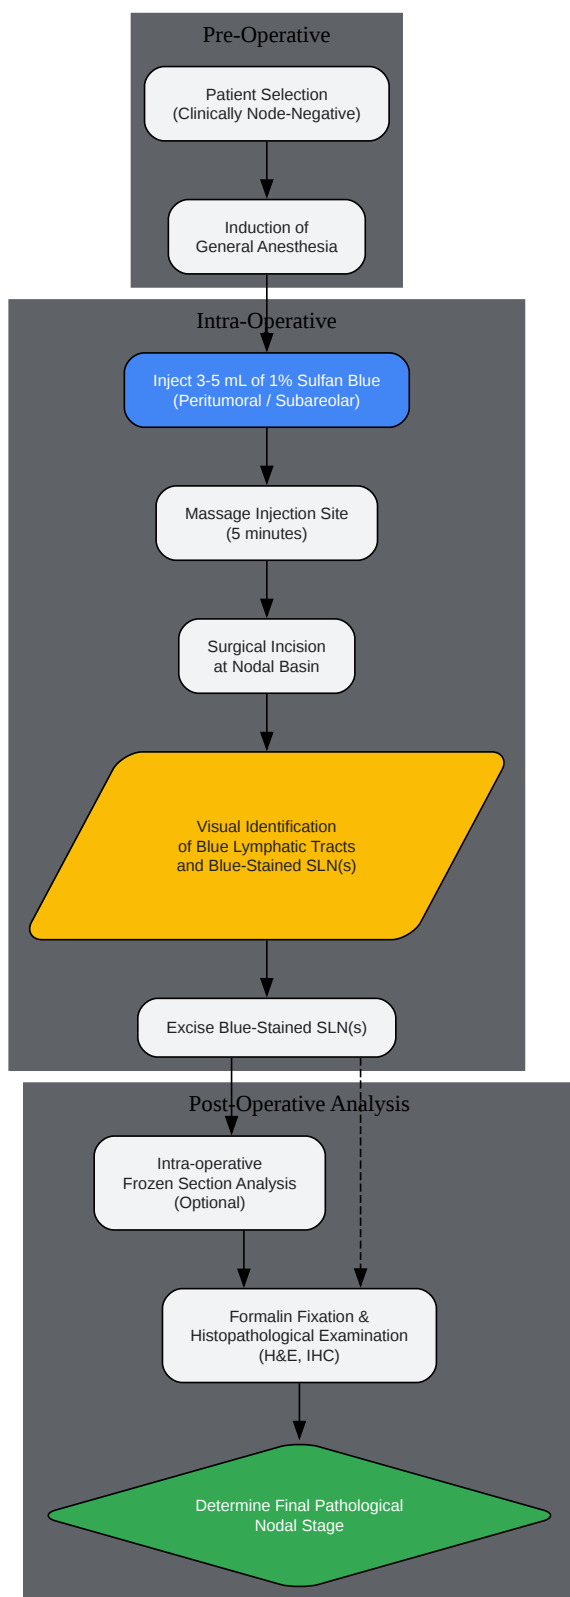 Pre-Operative
Patient Selection
(Clinically Node-Negative)
Induction of
General Anesthesia
Intra-Operative
Inject 3-5 mL of 1% Sulfan Blue
(Peritumoral / Subareolar)
Massage Injection Site
(5 minutes)
Surgical Incision
at Nodal Basin
Visual Identification
of Blue Lymphatic Tracts
and Blue-Stained SLN(s)
Excise Blue-Stained SLN(s)
Post-Operative Analysis
Intra-operative
Frozen Section Analysis
(Optional)
Formalin Fixation &
Histopathological Examination
(H&E, IHC)
Determine Final Pathological
Nodal Stage